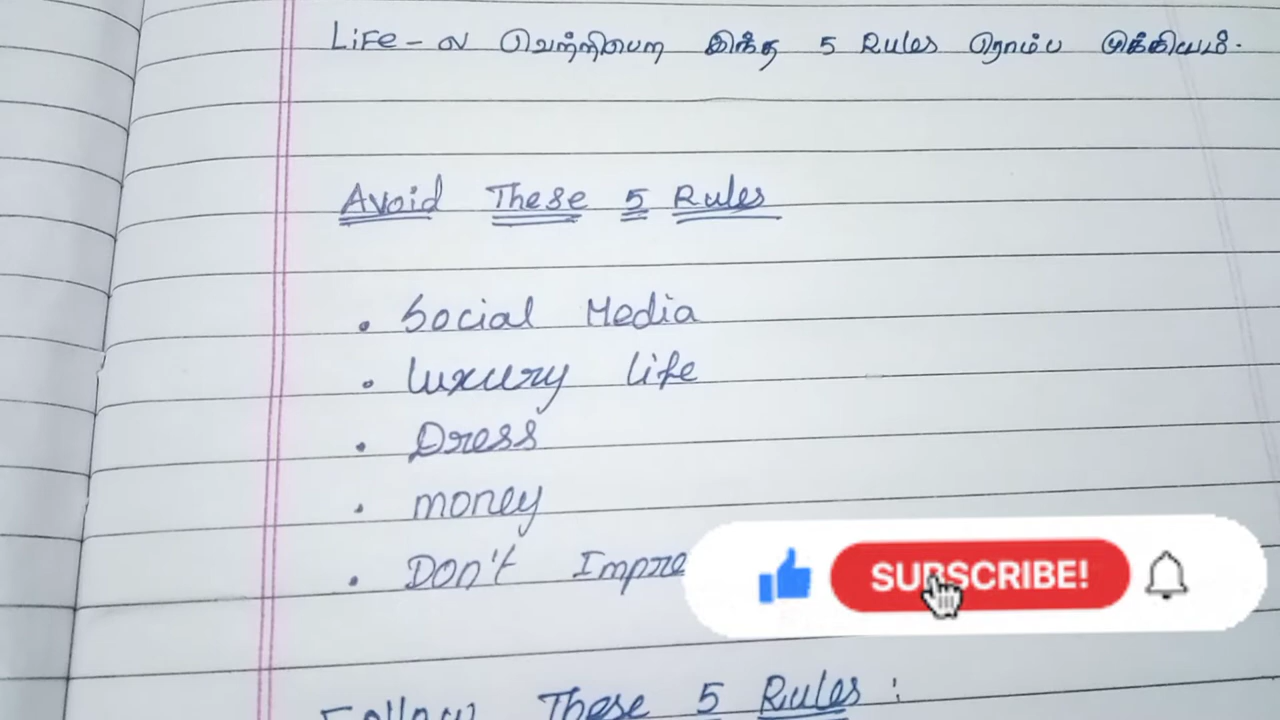 Life - ல வெற்றிபெற இந்த 5 Rules ரொம்ப முக்கியம்.
Avoid These 5 Rules
• Social Media
• luxury life
• Dress
• money
• Don't Impre
SUBSCRIBE!
Follow These 5 Rules :